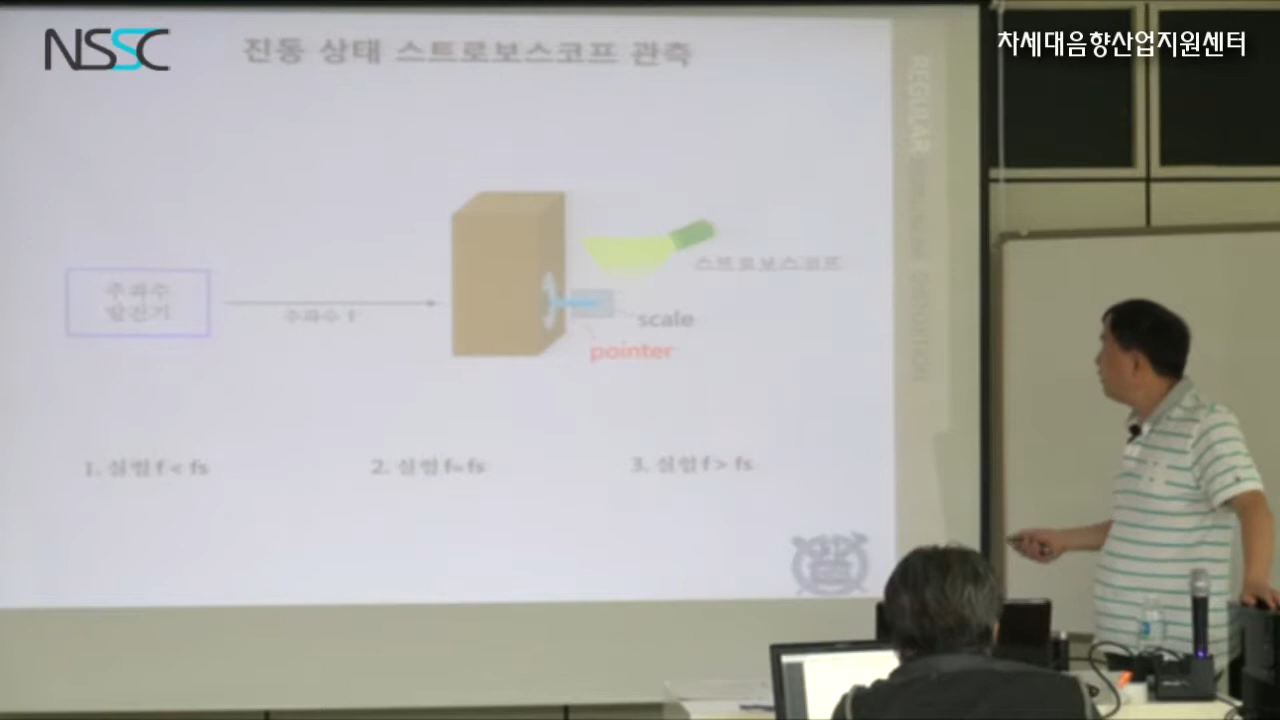 NSSC
차세대음향산업지원센터
진동 상태 스트로보스코프 관측
REGULAR
주파수
발진기
주파수 f
스트로보스코프
scale
pointer
1. 실험 f < fs
2. 실험 f~fs
3. 실험 f > fs